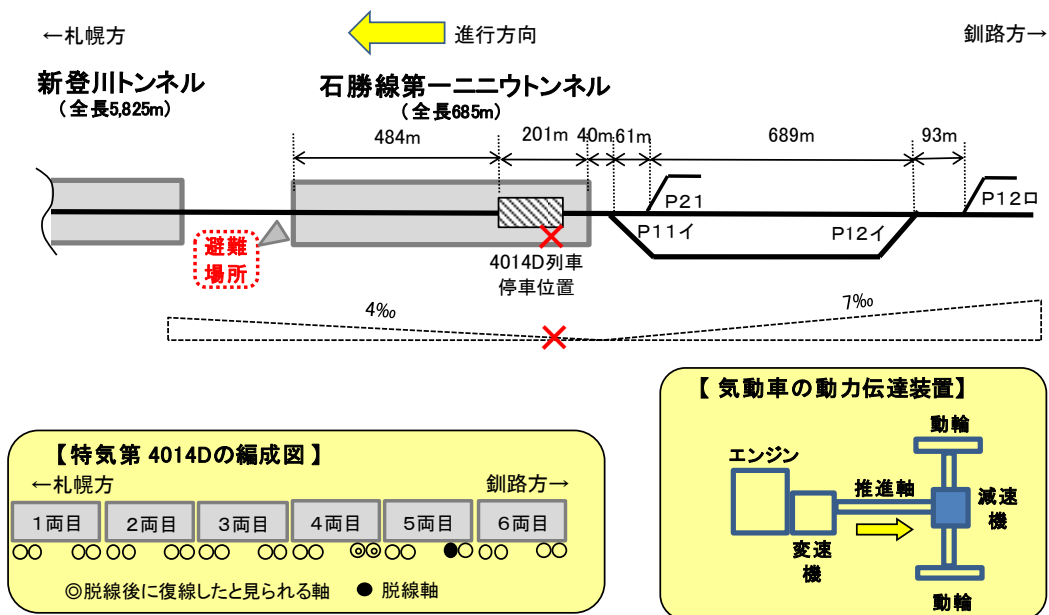 ←札幌方
進行方向
釧路方→
新登川トンネル
(全長5,825m)
石勝線第一ニニウトンネル
(全長685m)
484m
201m
40m
61m
689m
93m
P21
P12ロ
P11イ
P12イ
避難
場所
4014D列車
停車位置
4‰
7‰
【特気第 4014Dの編成図】
←札幌方
釧路方→
1両目
2両目
3両目
4両目
5両目
6両目
◎脱線後に復線したと見られる軸
●脱線軸
【 気動車の動力伝達装置】
動輪
エンジン
推進軸
減速
機
変速
機
動輪